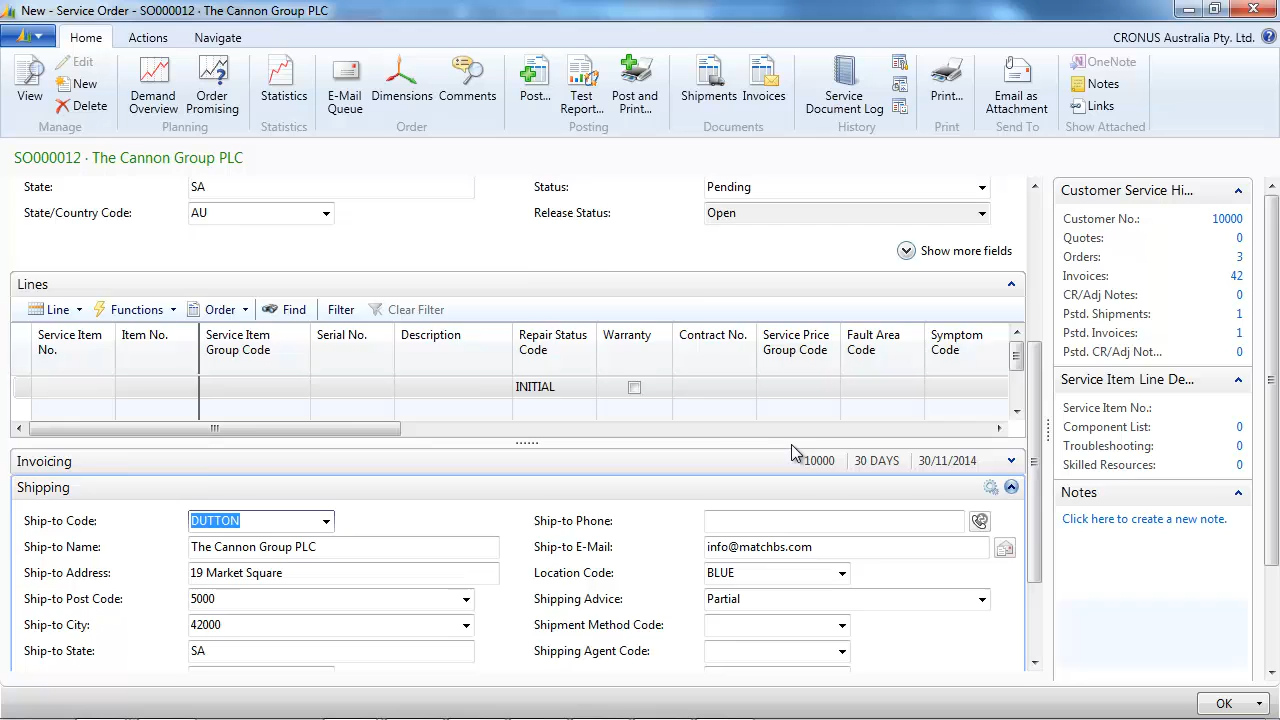 New - Service Order - SO000012 · The Cannon Group PLC
Home Actions Navigate CRONUS Australia Pty. Ltd.
View Edit New Delete Manage
Demand Overview Order Promising Planning
Statistics Statistics
E-Mail Queue Dimensions Comments Order
Post... Test Report... Post and Print... Posting
Shipments Invoices Documents
Service Document Log History
Print... Print
Email as Attachment Send To
OneNote Notes Links Show Attached
SO000012 · The Cannon Group PLC
State: SA Status: Pending
State/Country Code: AU Release Status: Open
Show more fields
Lines
Line Functions Order Find Filter Clear Filter
Service Item No. Item No. Service Item Group Code Serial No. Description Repair Status Code Warranty Contract No. Service Price Group Code Fault Area Code Symptom Code
INITIAL
Invoicing 10000 30 DAYS 30/11/2014
Shipping
Ship-to Code: DUTTON Ship-to Phone:
Ship-to Name: The Cannon Group PLC Ship-to E-Mail: info@matchbs.com
Ship-to Address: 19 Market Square Location Code: BLUE
Ship-to Post Code: 5000 Shipping Advice: Partial
Ship-to City: 42000 Shipment Method Code:
Ship-to State: SA Shipping Agent Code:
Customer Service Hi...
Customer No.: 10000
Quotes: 0
Orders: 3
Invoices: 42
CR/Adj Notes: 0
Pstd. Shipments: 1
Pstd. Invoices: 1
Pstd. CR/Adj Not... 0
Service Item Line De...
Service Item No.:
Component List: 0
Troubleshooting: 0
Skilled Resources: 0
Notes
Click here to create a new note.
OK